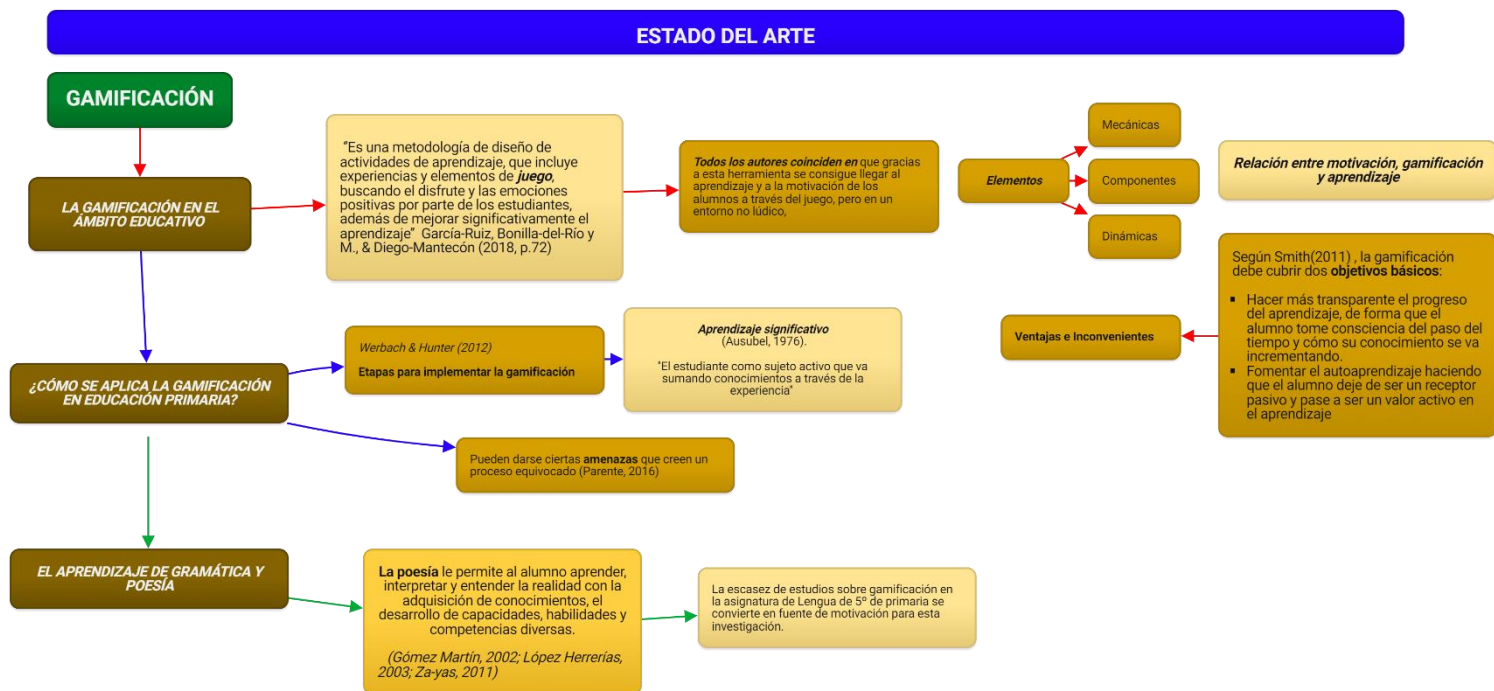 ESTADO DEL ARTE
GAMIFICACIÓN
LA GAMIFICACIÓN EN EL
ÁMBITO EDUCATIVO
"Es una metodología de diseño de
actividades de aprendizaje, que incluye
experiencias y elementos de juego,
buscando el disfrute y las emociones
positivas por parte de los estudiantes,
además de mejorar significativamente el
aprendizaje" García-Ruiz, Bonilla-del-Río y
M., & Diego-Mantecón (2018, p.72)
Todos los autores coinciden en que gracias
a esta herramienta se consigue llegar al
aprendizaje y a la motivación de los
alumnos a través del juego, pero en un
entorno no lúdico,
Elementos
Mecánicas
Componentes
Dinámicas
Relación entre motivación, gamificación
y aprendizaje
Según Smith(2011) , la gamificación
debe cubrir dos objetivos básicos:
▪ Hacer más transparente el progreso
del aprendizaje, de forma que el
alumno tome consciencia del paso del
tiempo y cómo su conocimiento se va
incrementando.
▪ Fomentar el autoaprendizaje haciendo
que el alumno deje de ser un receptor
pasivo y pase a ser un valor activo en
el aprendizaje
Ventajas e Inconvenientes
¿CÓMO SE APLICA LA GAMIFICACIÓN
EN EDUCACIÓN PRIMARIA?
Werbach & Hunter (2012)
Etapas para implementar la gamificación
Aprendizaje significativo
(Ausubel, 1976).
"El estudiante como sujeto activo que va
sumando conocimientos a través de la
experiencia"
Pueden darse ciertas amenazas que creen un
proceso equivocado (Parente, 2016)
EL APRENDIZAJE DE GRAMÁTICA Y
POESÍA
La poesía le permite al alumno aprender,
interpretar y entender la realidad con la
adquisición de conocimientos, el
desarrollo de capacidades, habilidades y
competencias diversas.
(Gómez Martín, 2002; López Herrerías,
2003; Za-yas, 2011)
La escasez de estudios sobre gamificación en
la asignatura de Lengua de 5º de primaria se
convierte en fuente de motivación para esta
investigación.